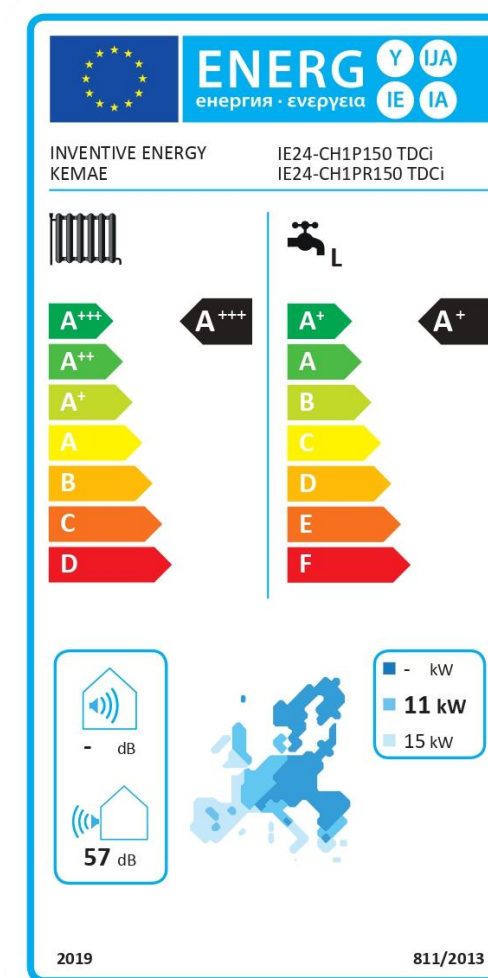 ENERG Y IJA
енергия · ενεργεια IE IA
INVENTIVE ENERGY IE24-CH1P150 TDCi
KEMAE IE24-CH1PR150 TDCi
L
A+++ A+++ A+ A+
A++ A
A+ B
A C
B D
C E
D F
- kW
11 kW
- dB 15 kW
57 dB
2019 811/2013